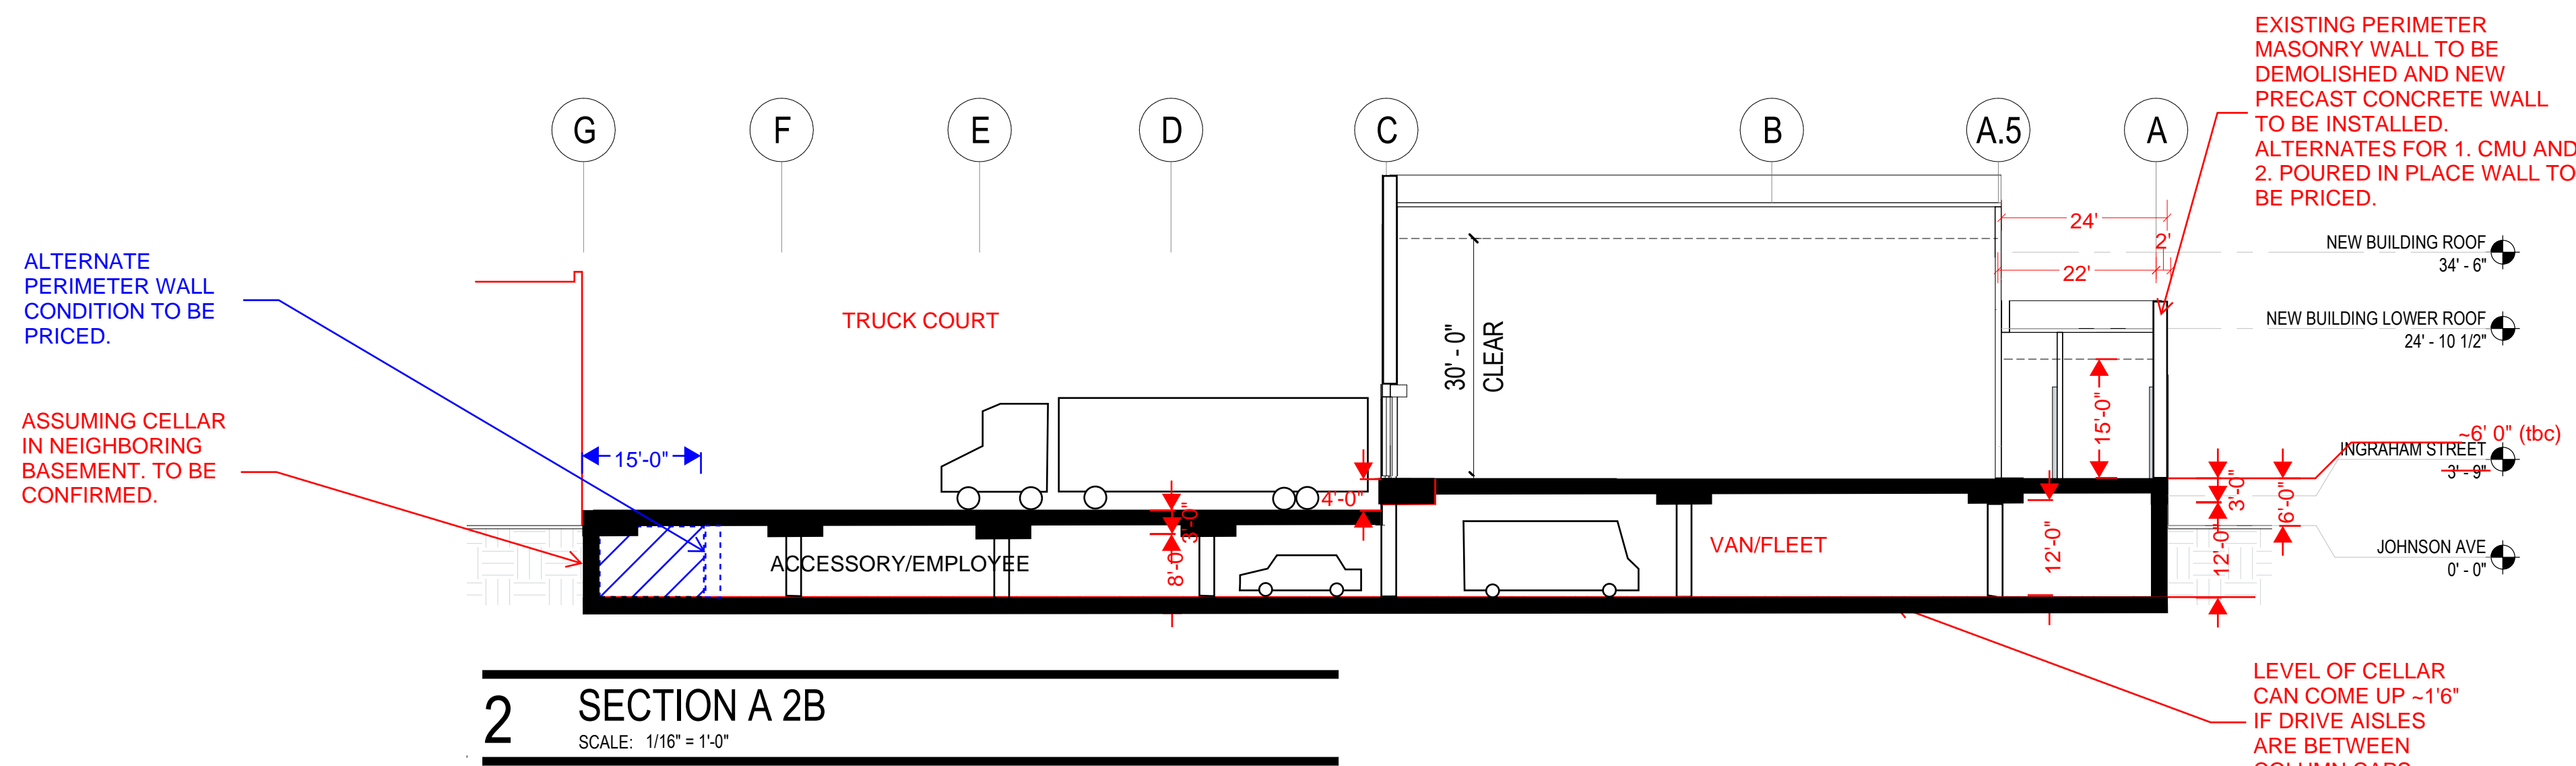 EXISTING PERIMETER
MASONRY WALL TO BE
DEMOLISHED AND NEW
PRECAST CONCRETE WALL
TO BE INSTALLED.
ALTERNATES FOR 1. CMU AND
2. POURED IN PLACE WALL TO
BE PRICED.
G F E D C B A.5 A
24'
2'
22'
NEW BUILDING ROOF
34' - 6"
NEW BUILDING LOWER ROOF
24' - 10 1/2"
ALTERNATE
PERIMETER WALL
CONDITION TO BE
PRICED.
TRUCK COURT
30' - 0"
CLEAR
15'-0"
~6' 0" (tbc)
INGRAHAM STREET
3' - 9"
ASSUMING CELLAR
IN NEIGHBORING
BASEMENT. TO BE
CONFIRMED.
15'-0"
4'-0"
3'-0"
8'-0"
3'-0"
6'-0"
12'-0"
12'-0"
ACCESSORY/EMPLOYEE
VAN/FLEET
JOHNSON AVE
0' - 0"
2
SECTION A 2B
SCALE: 1/16" = 1'-0"
LEVEL OF CELLAR
CAN COME UP ~1'6"
IF DRIVE AISLES
ARE BETWEEN
COLUMN CAPS